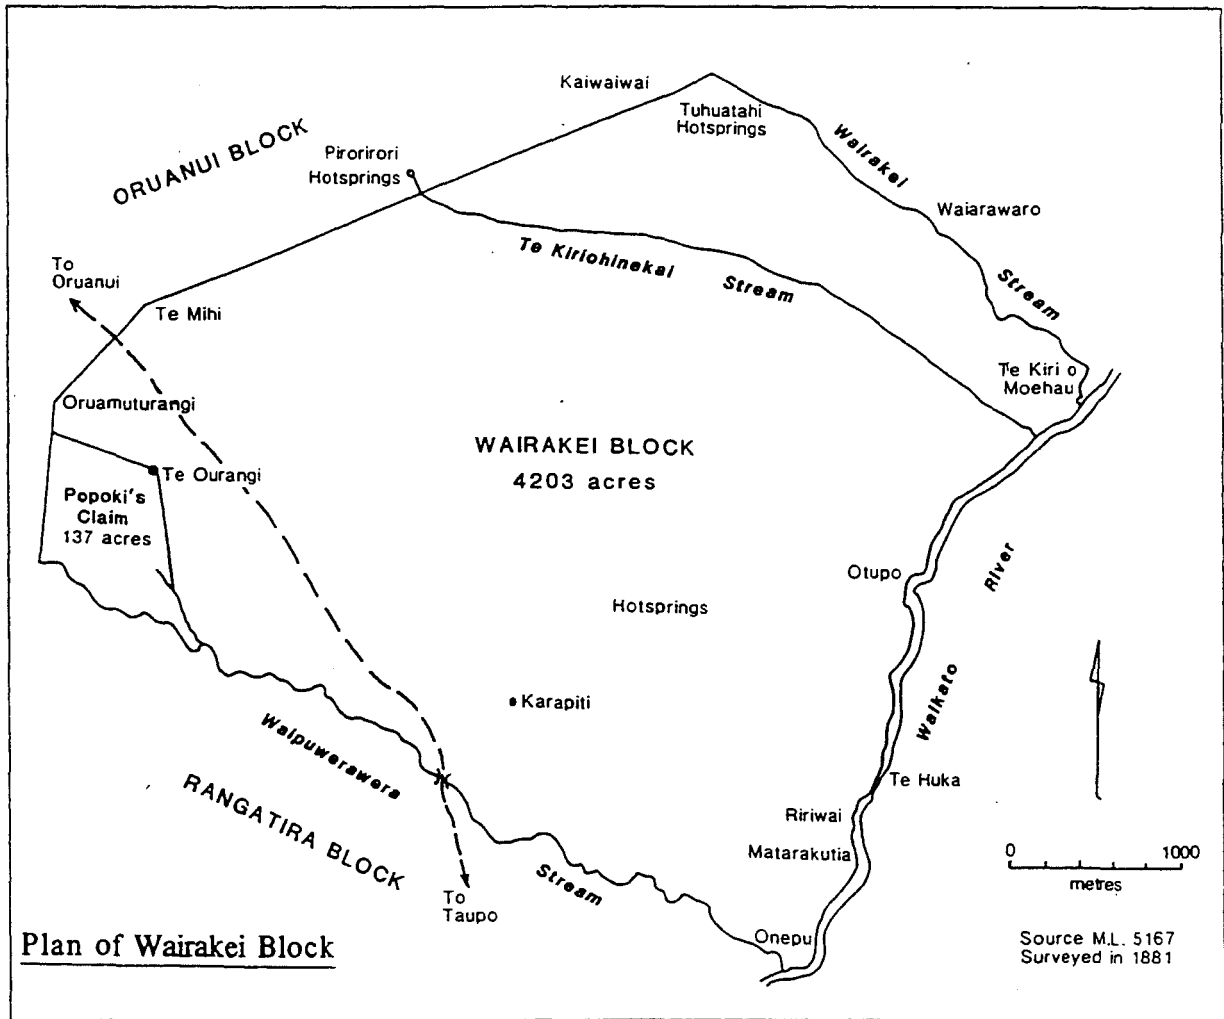 Kaiwaiwai
Tuhuatahi
Hotsprings
ORUANUI BLOCK
Pirorirori
Hotsprings
Wairakei
Stream
Waiarawaro
Te Kiriohinekai
Stream
To
Oruanui
Te Mihi
Te Kiri o
Moehau
Oruamuturangi
WAIRAKEI BLOCK
4203 acres
Te Ourangi
Popoki's
Claim
137 acres
Otupo
River
Waikato
Hotsprings
Karapiti
Waipuwerawera
Stream
RANGATIRA BLOCK
Te Huka
Ririwai
Matarakutia
0 1000
metres
To
Taupo
Onepu
Plan of Wairakei Block
Source M.L. 5167
Surveyed in 1881